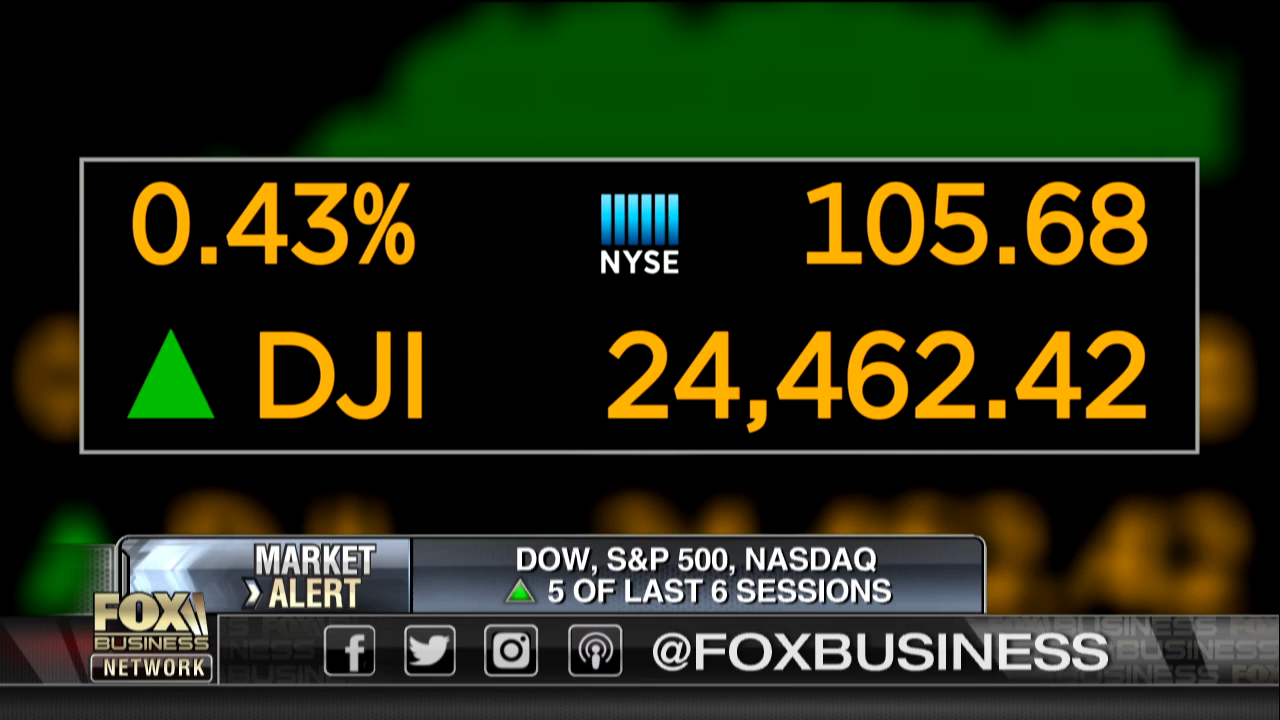 0.43%
NYSE
105.68
DJI
24,462.42
MARKET
ALERT
DOW, S&P 500, NASDAQ
5 OF LAST 6 SESSIONS
FOX
BUSINESS
NETWORK
@FOXBUSINESS